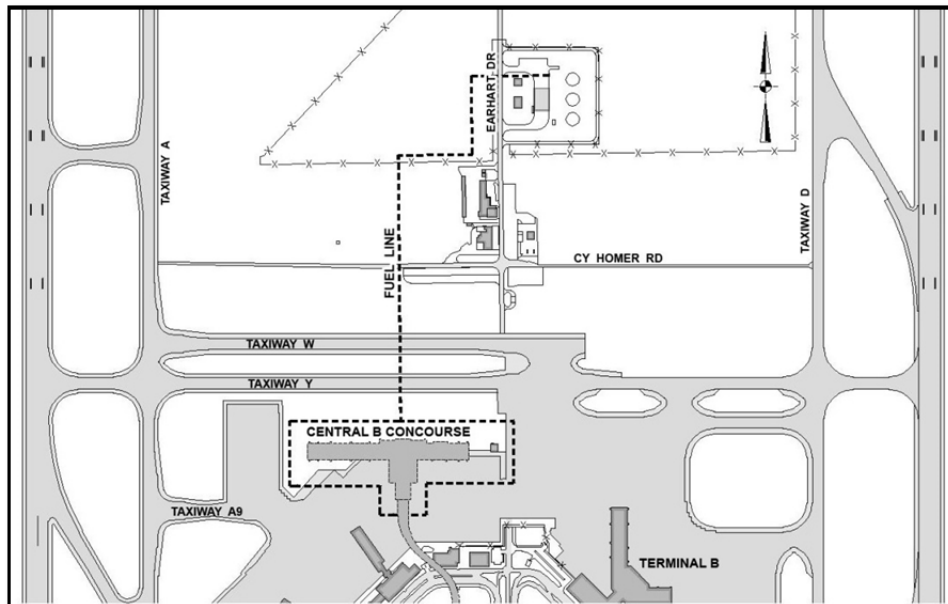 EARHART DR
TAXIWAY A
TAXIWAY D
FUEL LINE
CY HOMER RD
TAXIWAY W
TAXIWAY Y
CENTRAL B CONCOURSE
TAXIWAY A9
TERMINAL B